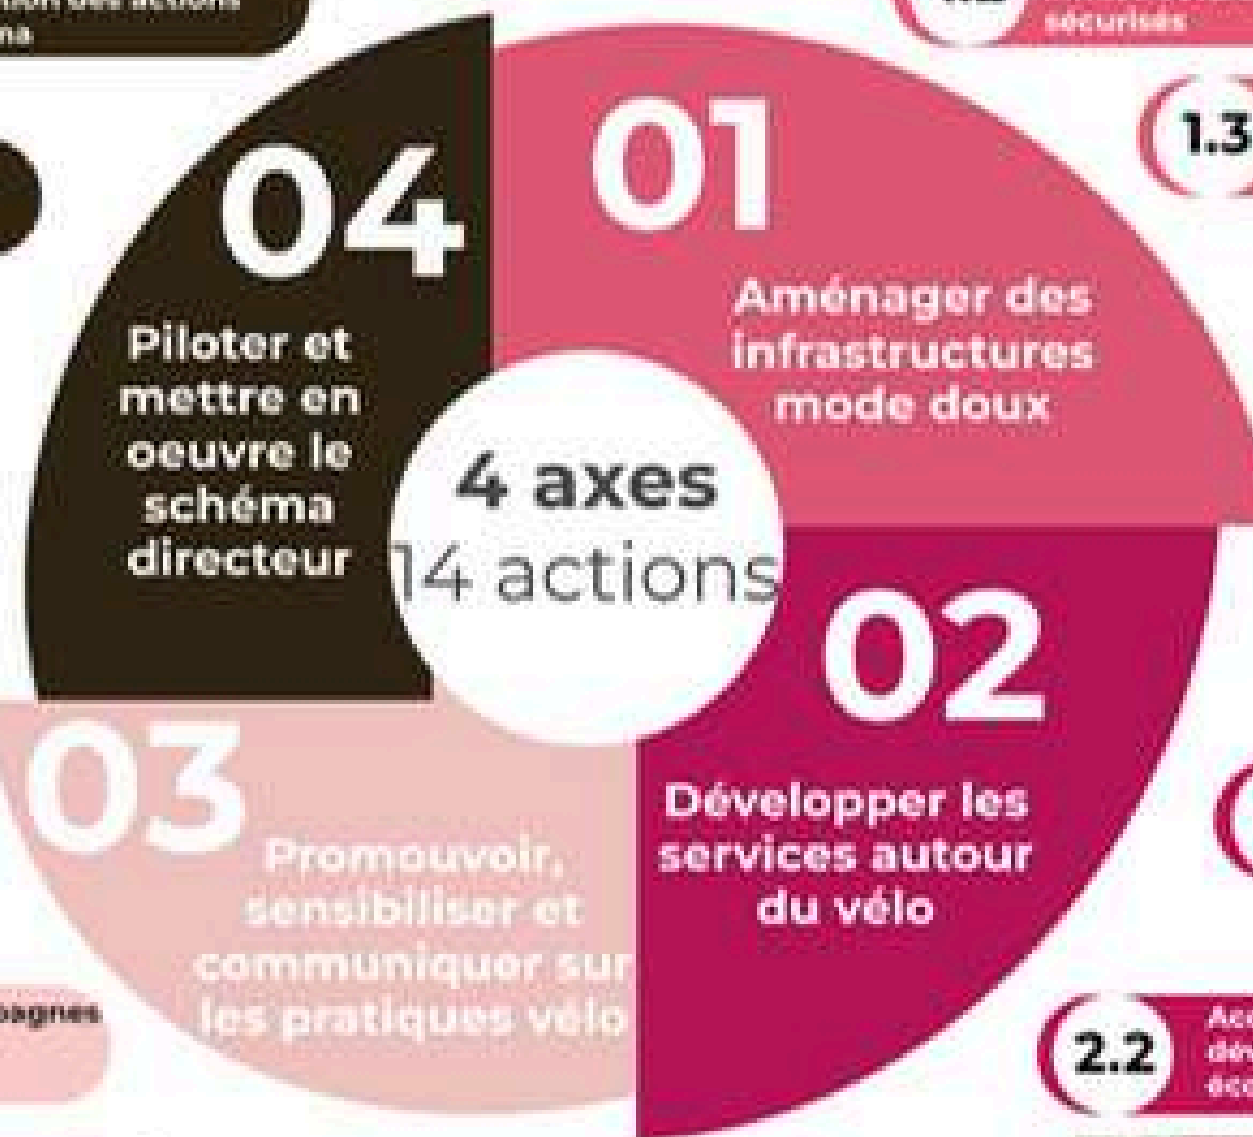 sécurisés
1.3
04
01
Piloter et
mettre en
oeuvre le
schéma
directeur
Aménager des
infrastructures
mode doux
4 axes
14 actions
02
Développer les
services autour
du vélo
03
Promouvoir,
sensibiliser et
communiquer sur
les pratiques vélo
2.2